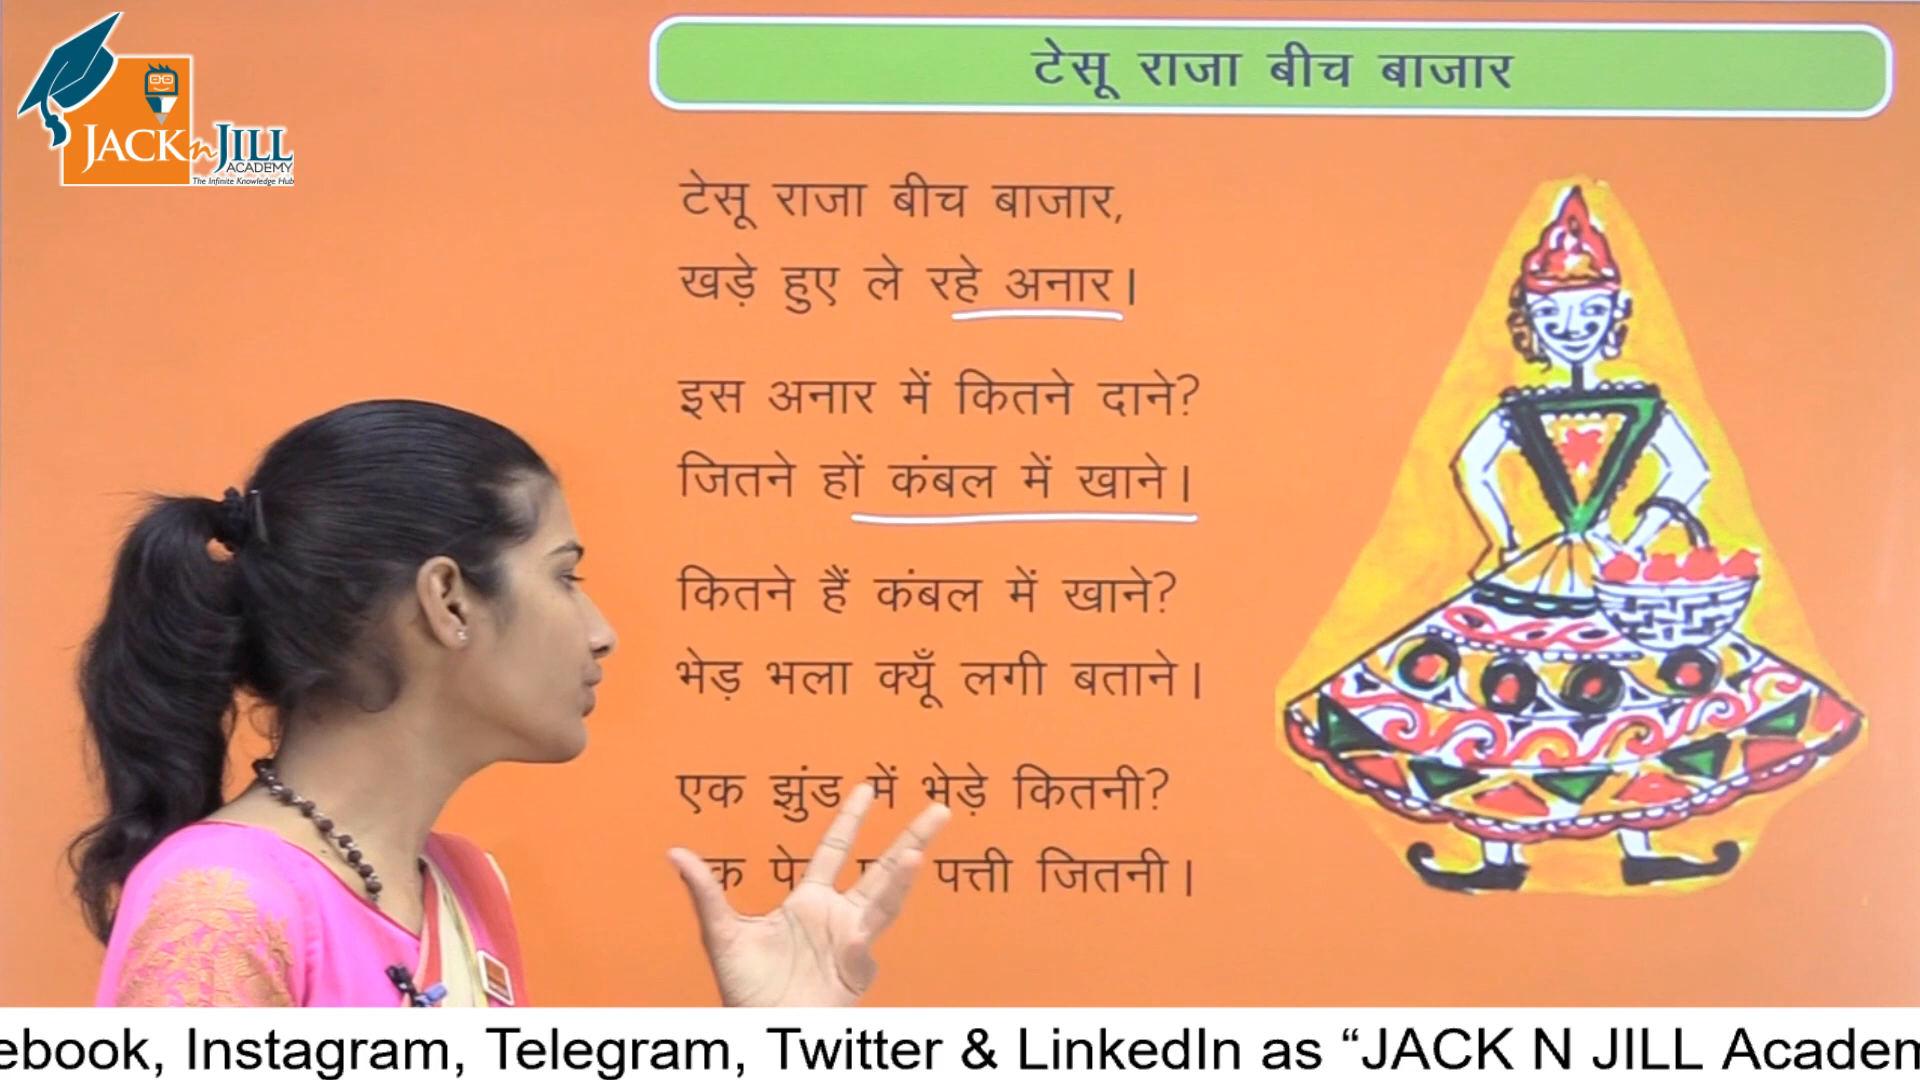 JACK n JILL
ACADEMY
The Infinite Knowledge Hub
टेसू राजा बीच बाजार
टेसू राजा बीच बाजार,
खड़े हुए ले रहे अनार।
इस अनार में कितने दाने?
जितने हों कंबल में खाने।
कितने हैं कंबल में खाने?
भेड़ भला क्यूँ लगी बताने।
एक झुंड में भेड़े कितनी?
पत्ती जितनी।
ebook, Instagram, Telegram, Twitter & LinkedIn as “JACK N JILL Academ